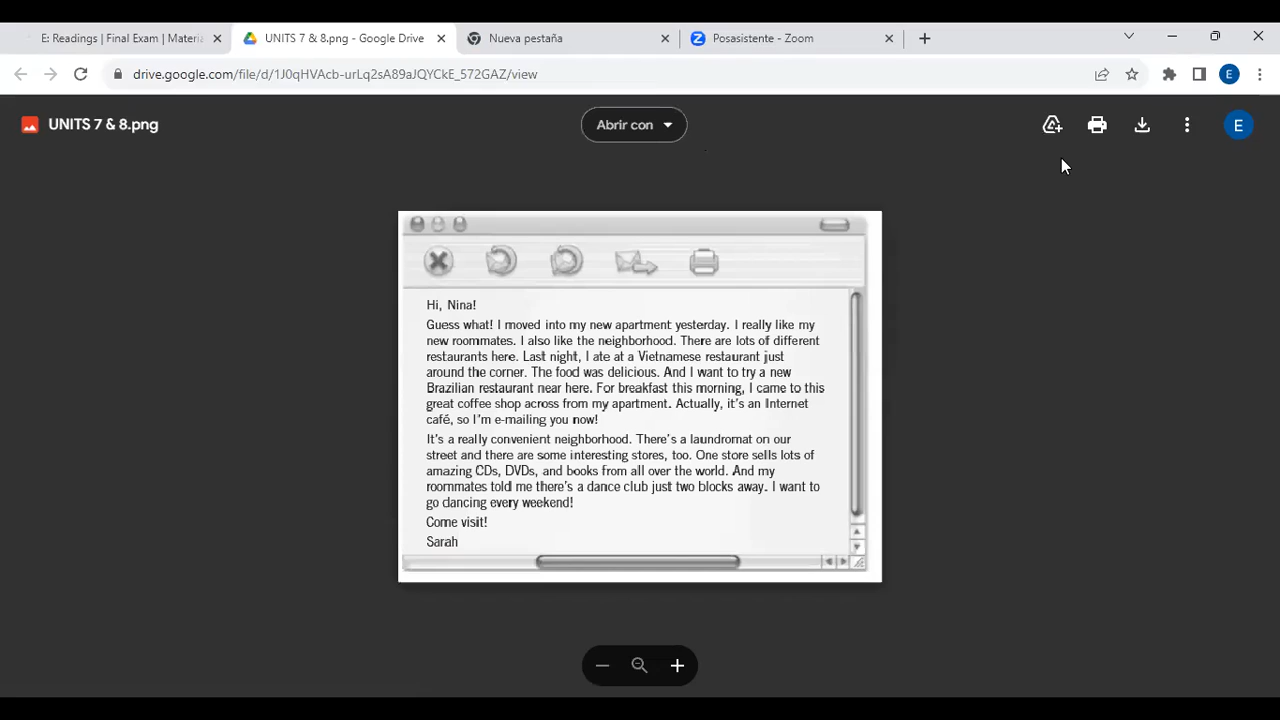 E: Readings | Final Exam | Materia
UNITS 7 & 8.png - Google Drive
Nueva pestaña
Posasistente - Zoom
drive.google.com/file/d/1J0qHVAcb-urLq2sA89aJQYCkE_572GAZ/view
E
UNITS 7 & 8.png
Abrir con
E
Hi, Nina!
Guess what! I moved into my new apartment yesterday. I really like my
new roommates. I also like the neighborhood. There are lots of different
restaurants here. Last night, I ate at a Vietnamese restaurant just
around the corner. The food was delicious. And I want to try a new
Brazilian restaurant near here. For breakfast this morning, I came to this
great coffee shop across from my apartment. Actually, it's an Internet
café, so I'm e-mailing you now!
It's a really convenient neighborhood. There's a laundromat on our
street and there are some interesting stores, too. One store sells lots of
amazing CDs, DVDs, and books from all over the world. And my
roommates told me there's a dance club just two blocks away. I want to
go dancing every weekend!
Come visit!
Sarah